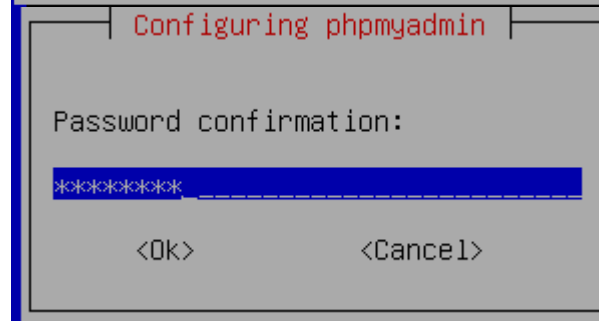 Configuring phpmyadmin
Password confirmation:
********
<Ok> <Cancel>